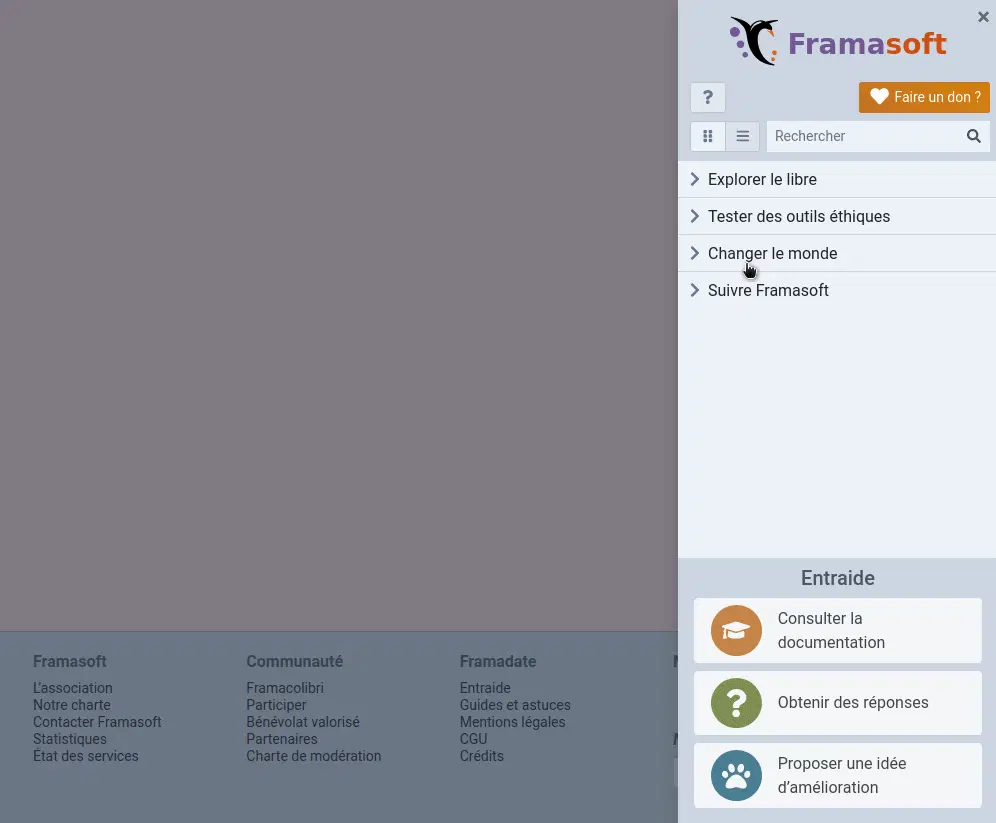 Framasoft
?
Faire un don ?
Rechercher
Explorer le libre
Tester des outils éthiques
Changer le monde
Suivre Framasoft
Entraide
Consulter la
documentation
Obtenir des réponses
Proposer une idée
d’amélioration
Framasoft
L’association
Notre charte
Contacter Framasoft
Statistiques
État des services
Communauté
Framacolibri
Participer
Bénévolat valorisé
Partenaires
Charte de modération
Framadate
Entraide
Guides et astuces
Mentions légales
CGU
Crédits